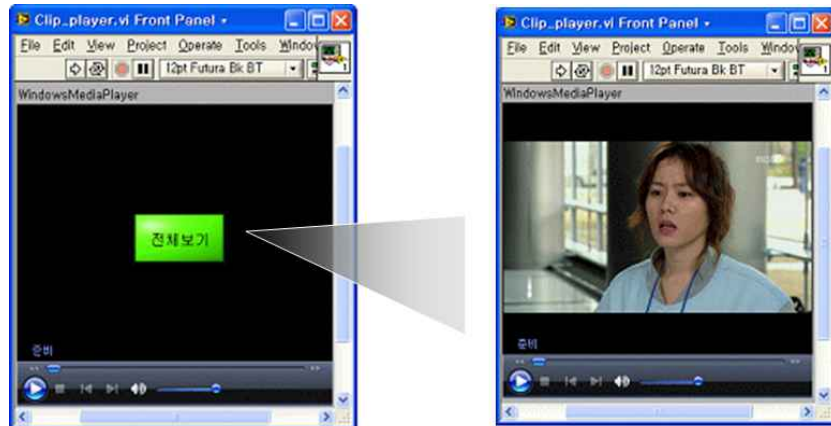 Clip_player.vi Front Panel
File Edit View Project Operate Tools Window
12pt Futura Bk BT
WindowsMediaPlayer
전체보기
준비
Clip_player.vi Front Panel
File Edit View Project Operate Tools Window
12pt Futura Bk BT
WindowsMediaPlayer
준비